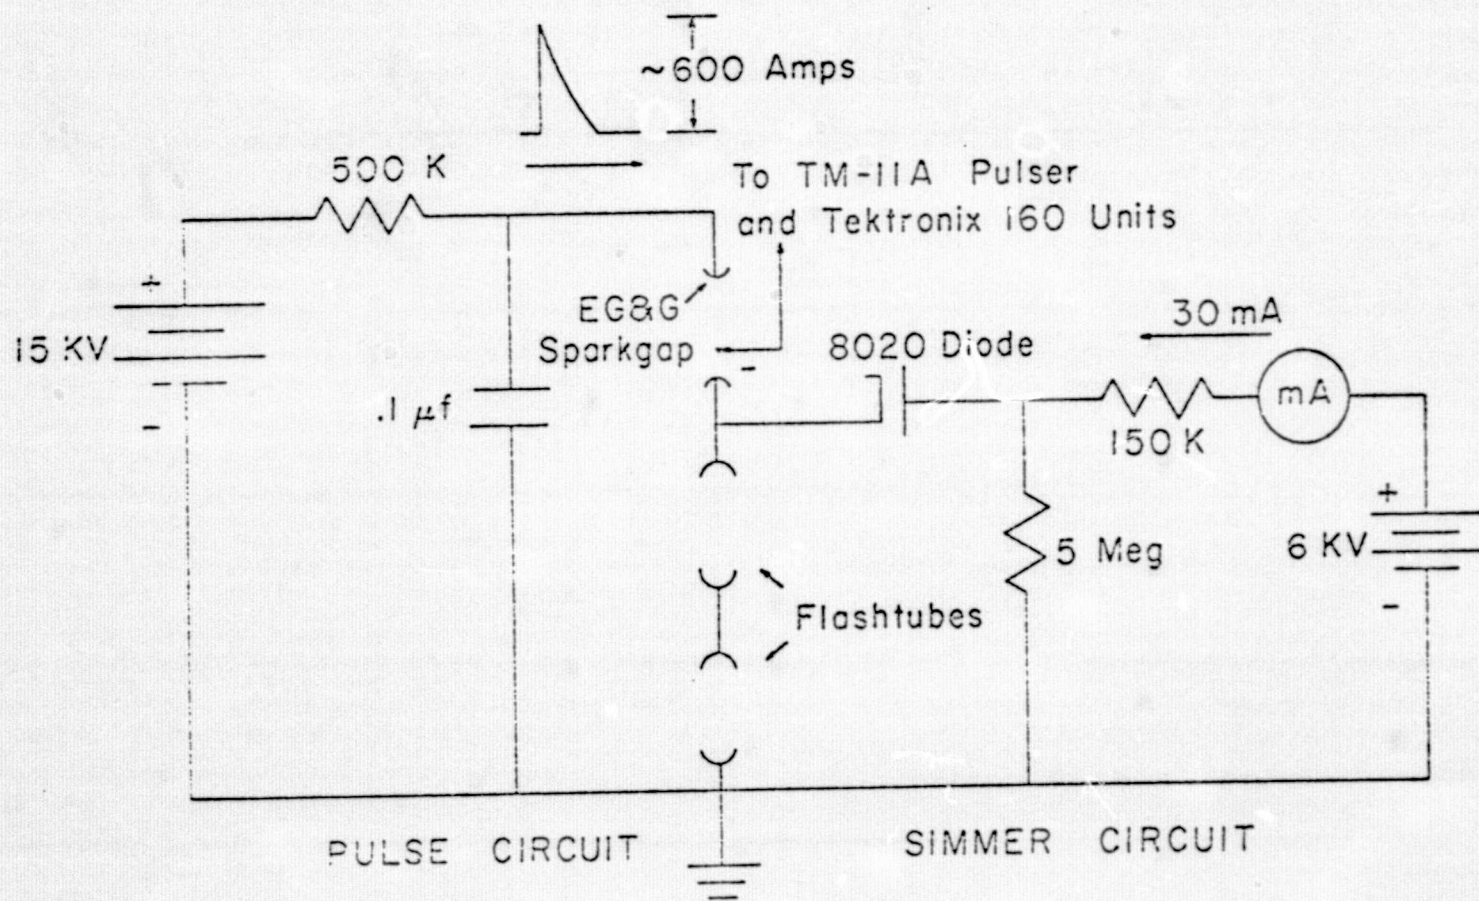 ~600 Amps
500 K
To TM-11A Pulser
and Tektronix 160 Units
+
EG&G
Sparkgap
-
15 KV
-
.1 μf
8020 Diode
30 mA
mA
150 K
+
5 Meg
6 KV
-
Flashtubes
PULSE CIRCUIT
SIMMER CIRCUIT